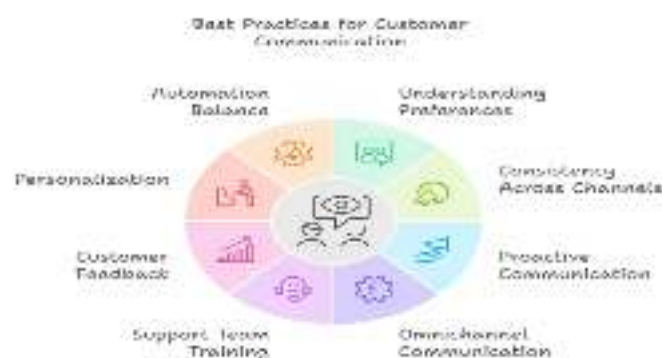 Best Practices for Customer
Communication
Automation
Balance
Understanding
Preferences
Personalization
Consistency
Across Channels
Customer
Feedback
Proactive
Communication
Support Team
Training
Omnichannel
Communication